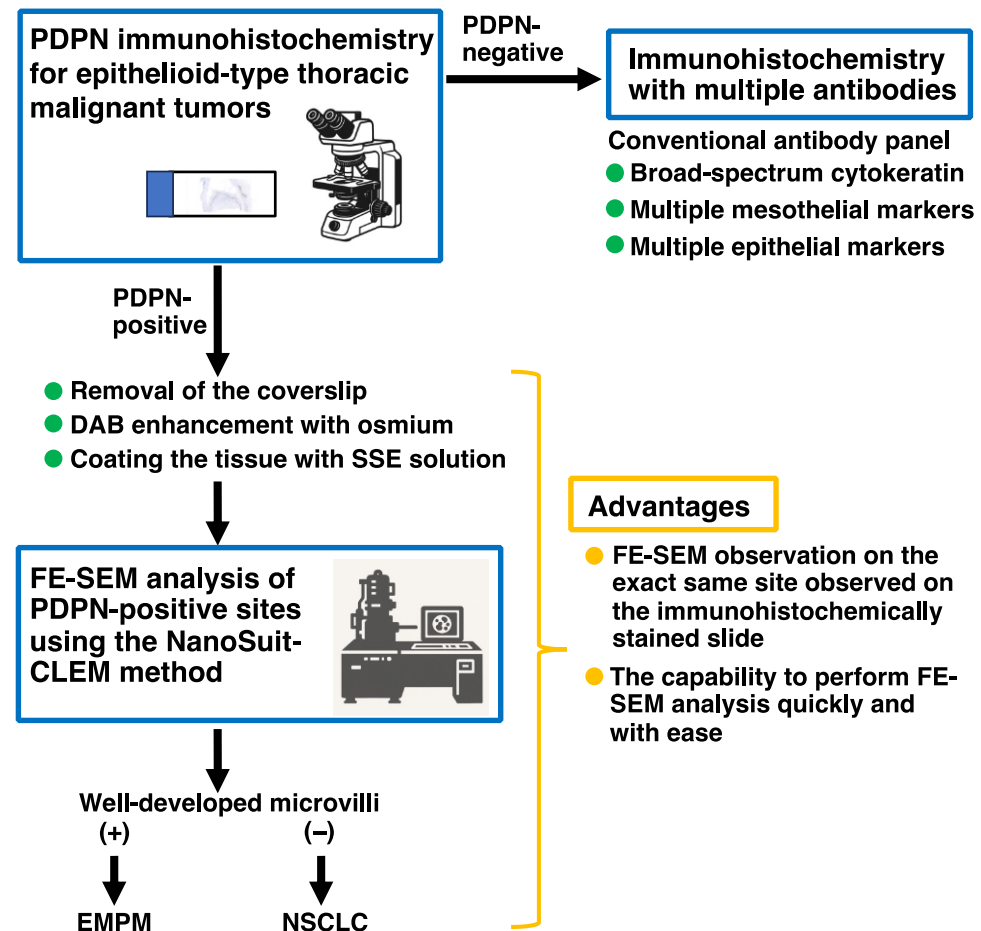 PDPN immunohistochemistry
for epithelioid-type thoracic
malignant tumors
PDPN-
negative
Immunohistochemistry
with multiple antibodies
Conventional antibody panel
Broad-spectrum cytokeratin
Multiple mesothelial markers
Multiple epithelial markers
PDPN-
positive
Removal of the coverslip
DAB enhancement with osmium
Coating the tissue with SSE solution
FE-SEM analysis of
PDPN-positive sites
using the NanoSuit-
CLEM method
Advantages
FE-SEM observation on the
exact same site observed on
the immunohistochemically
stained slide
The capability to perform FE-
SEM analysis quickly and
with ease
Well-developed microvilli
(+) (–)
EMPM NSCLC